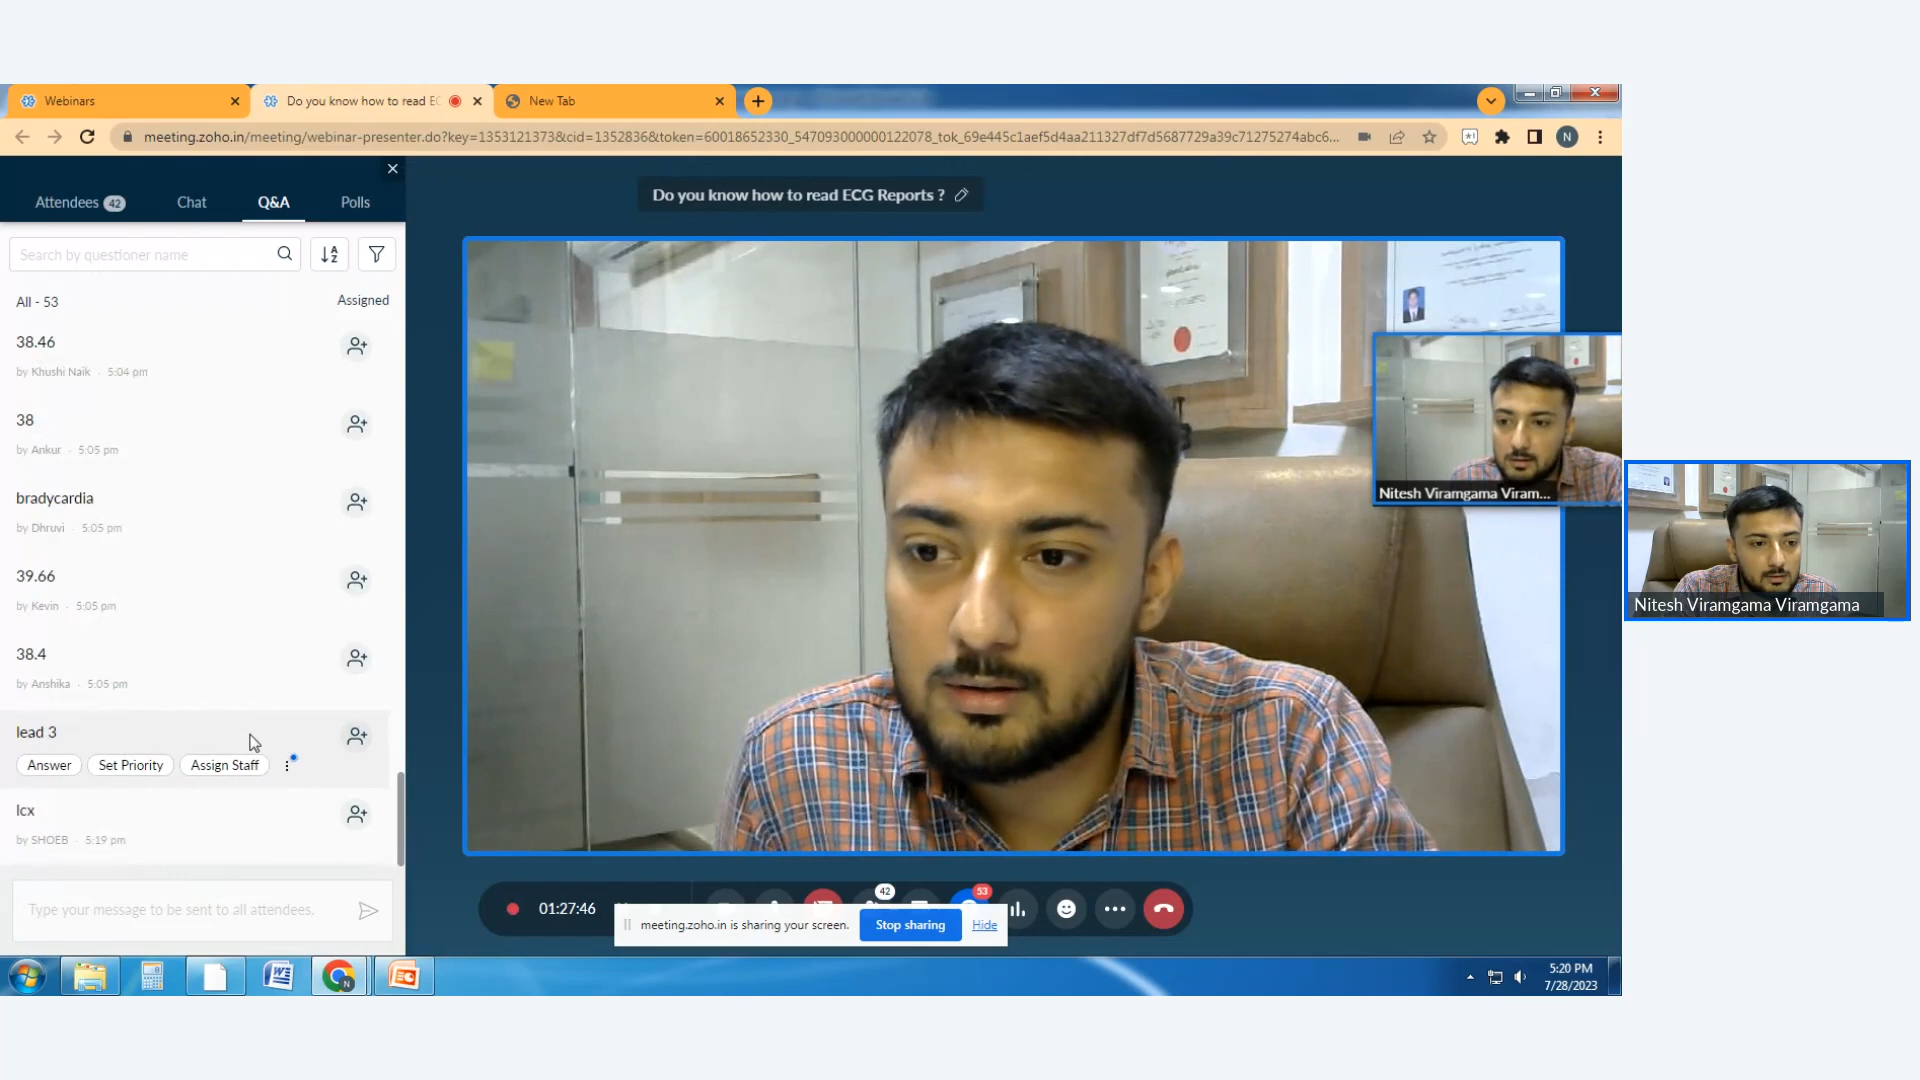 Webinars
Do you know how to read EC
New Tab
meeting.zoho.in/meeting/webinar-presenter.do?key=1353121373&cid=1352836&token=60018652330_547093000000122078_tok_69e445c1aef5d4aa211327df7d5687729a39c71275274abc6...
N
Attendees 42
Chat
Q&A
Polls
Do you know how to read ECG Reports ?
Search by questioner name
A
Z
All - 53
Assigned
38.46
by Khushi Naik · 5:04 pm
38
by Ankur · 5:05 pm
bradycardia
by Dhruvi · 5:05 pm
39.66
by Kevin · 5:05 pm
38.4
by Anshika · 5:05 pm
lead 3
Answer
Set Priority
Assign Staff
lcx
by SHOEB · 5:19 pm
Type your message to be sent to all attendees.
Nitesh Viramgama Viram...
Nitesh Viramgama Viramgama
01:27:46
42
53
meeting.zoho.in is sharing your screen.
Stop sharing
Hide
5:20 PM
7/28/2023